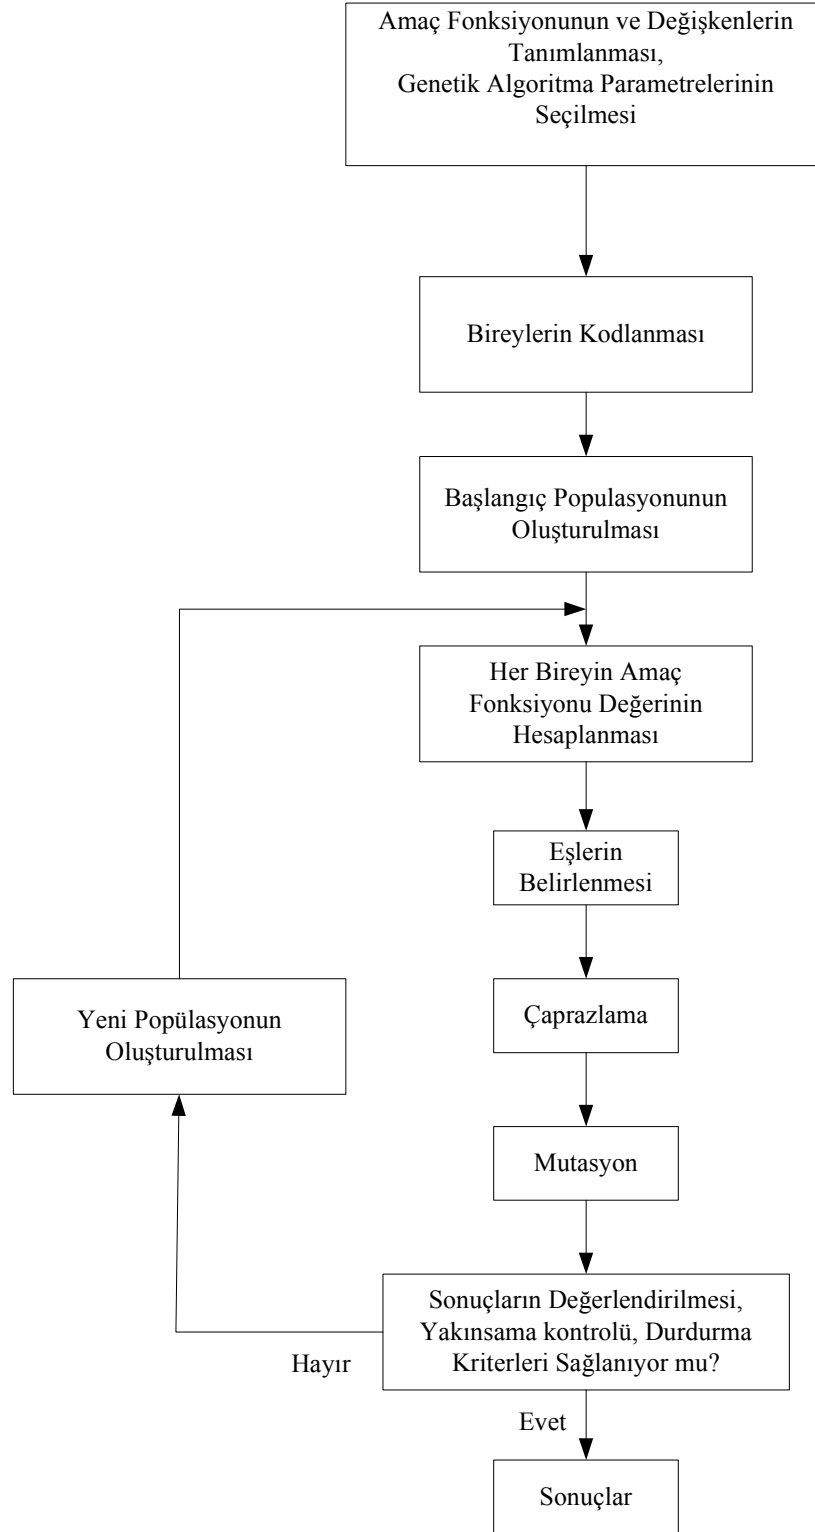 Amaç Fonksiyonunun ve Değişkenlerin
Tanımlanması,
Genetik Algoritma Parametrelerinin
Seçilmesi
Bireylerin Kodlanması
Başlangıç Populasyonunun
Oluşturulması
Her Bireyin Amaç
Fonksiyonu Değerinin
Hesaplanması
Eşlerin
Belirlenmesi
Yeni Popülasyonun
Oluşturulması
Çaprazlama
Mutasyon
Sonuçların Değerlendirilmesi,
Yakınsama kontrolü, Durdurma
Kriterleri Sağlanıyor mu?
Hayır
Evet
Sonuçlar